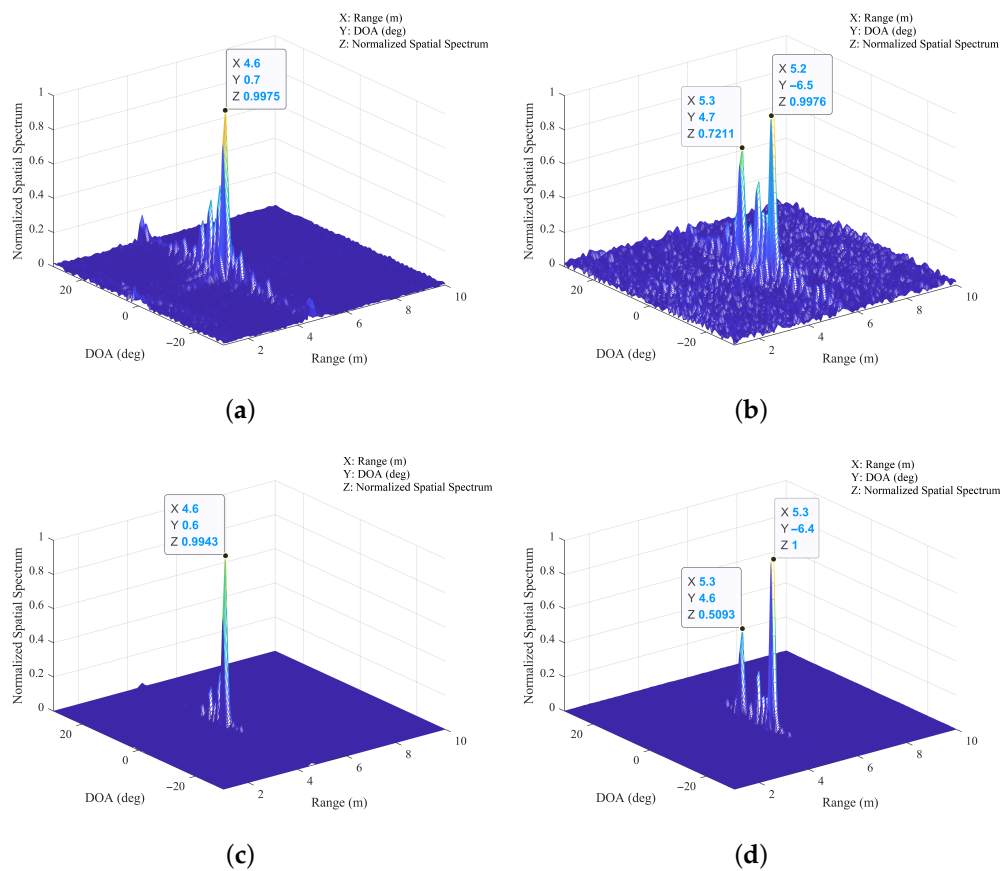 X: Range (m)
Y: DOA (deg)
Z: Normalized Spatial Spectrum
X 4.6
Y 0.7
Z 0.9975
1
0.8
0.6
0.4
0.2
0
Normalized Spatial Spectrum
20
0
−20
DOA (deg)
2
4
6
8
10
Range (m)
(a)
X: Range (m)
Y: DOA (deg)
Z: Normalized Spatial Spectrum
X 5.2
Y −6.5
Z 0.9976
X 5.3
Y 4.7
Z 0.7211
1
0.8
0.6
0.4
0.2
0
Normalized Spatial Spectrum
20
0
−20
DOA (deg)
2
4
6
8
10
Range (m)
(b)
X: Range (m)
Y: DOA (deg)
Z: Normalized Spatial Spectrum
X 4.6
Y 0.6
Z 0.9943
1
0.8
0.6
0.4
0.2
0
Normalized Spatial Spectrum
20
0
−20
DOA (deg)
2
4
6
8
10
Range (m)
(c)
X: Range (m)
Y: DOA (deg)
Z: Normalized Spatial Spectrum
X 5.3
Y −6.4
Z 1
X 5.3
Y 4.6
Z 0.5093
1
0.8
0.6
0.4
0.2
0
Normalized Spatial Spectrum
20
0
−20
DOA (deg)
2
4
6
8
10
Range (m)
(d)